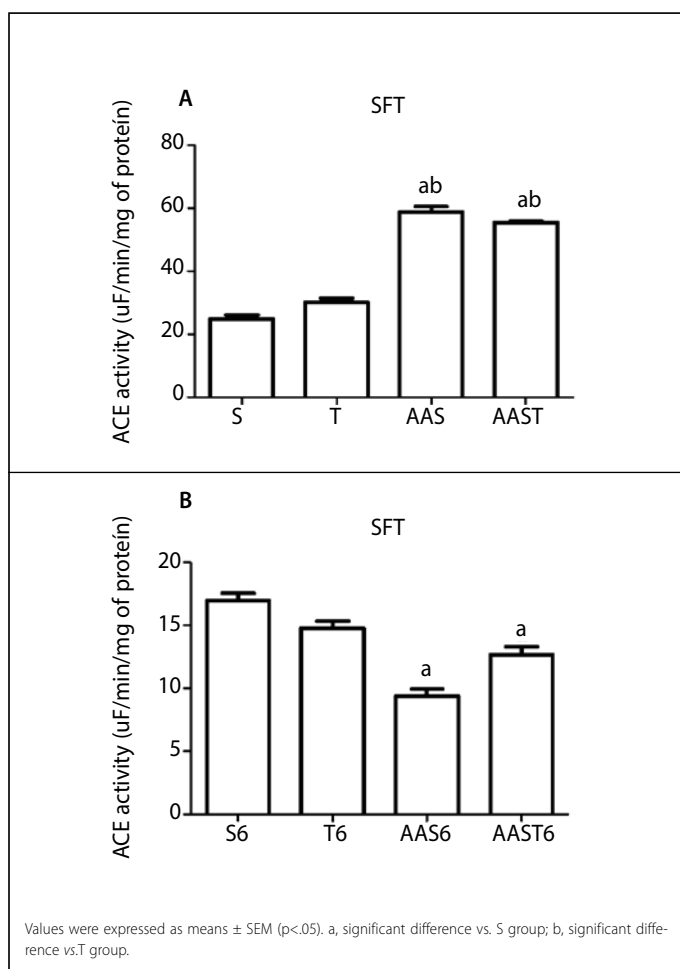 A
SFT
ACE activity (uF/min/mg of proteín)
80
60
40
20
0
ab
ab
S T AAS AAST
B
SFT
ACE activity (uF/min/mg of proteín)
20
15
10
5
0
a
a
S6 T6 AAS6 AAST6
Values were expressed as means ± SEM (p<.05). a, significant difference vs. S group; b, significant diffe-
rence vs.T group.